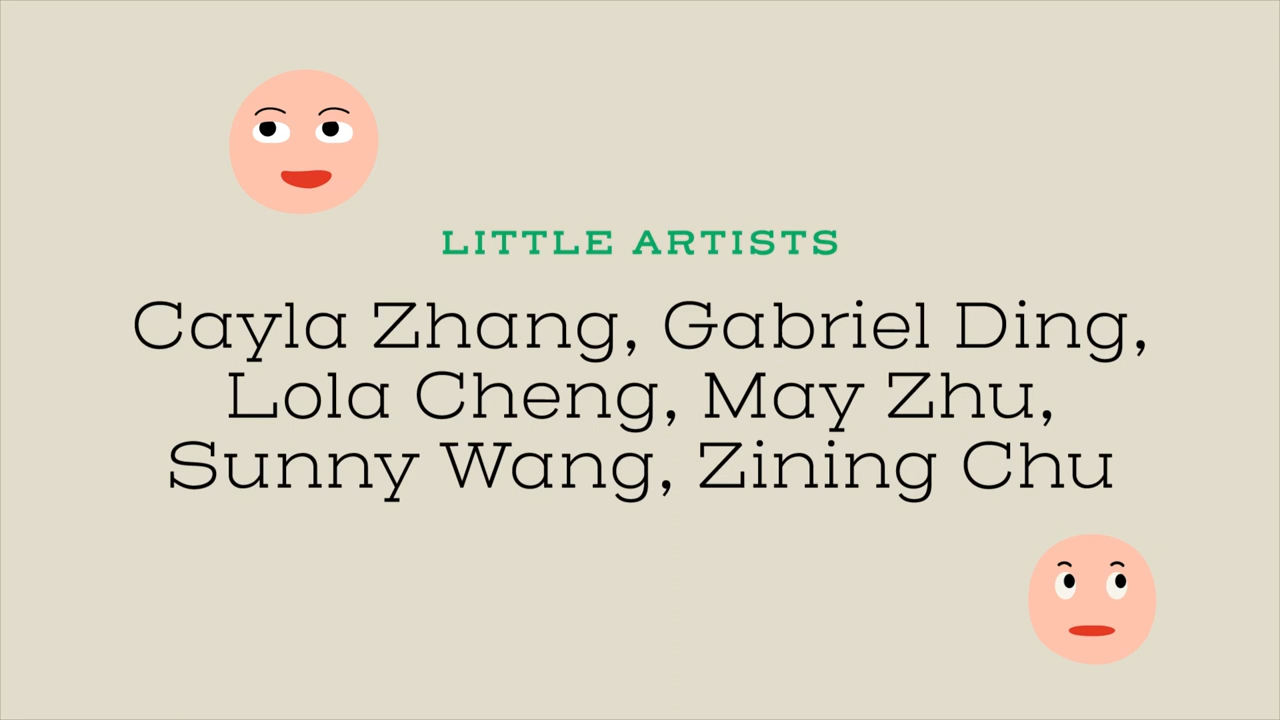 LITTLE ARTISTS
Cayla Zhang, Gabriel Ding,
Lola Cheng, May Zhu,
Sunny Wang, Zining Chu